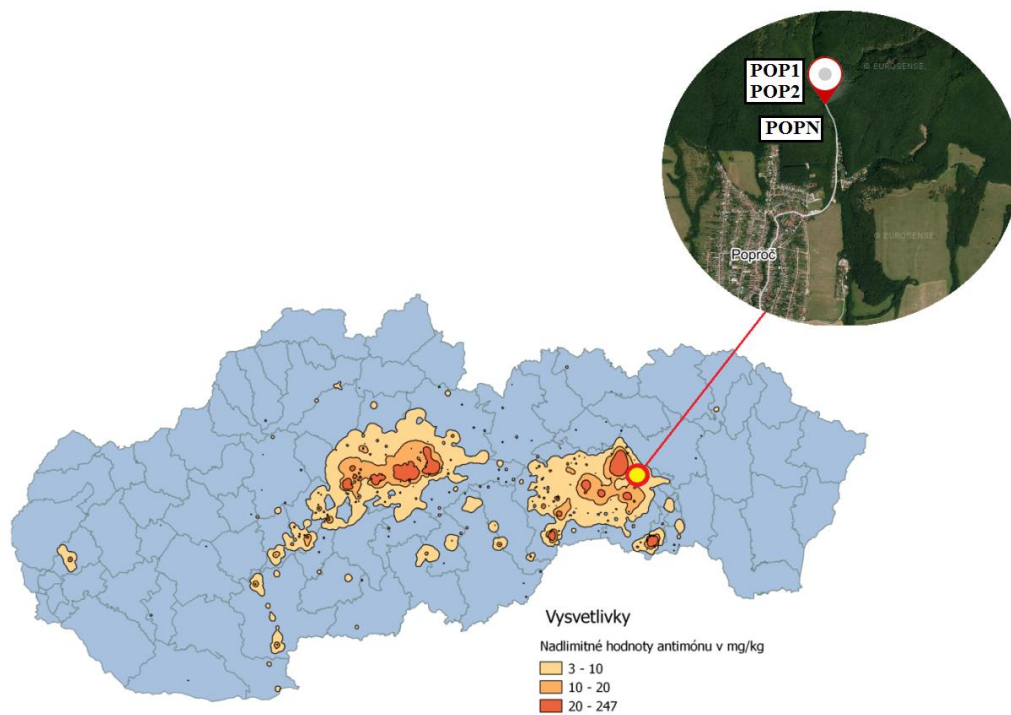 © EUROSENSE,
POP1
POP2
POPN
© EUROSENSE,
Poproč
Vysvetlivky
Nadlimitné hodnoty antimónu v mg/kg
3 - 10
10 - 20
20 - 247